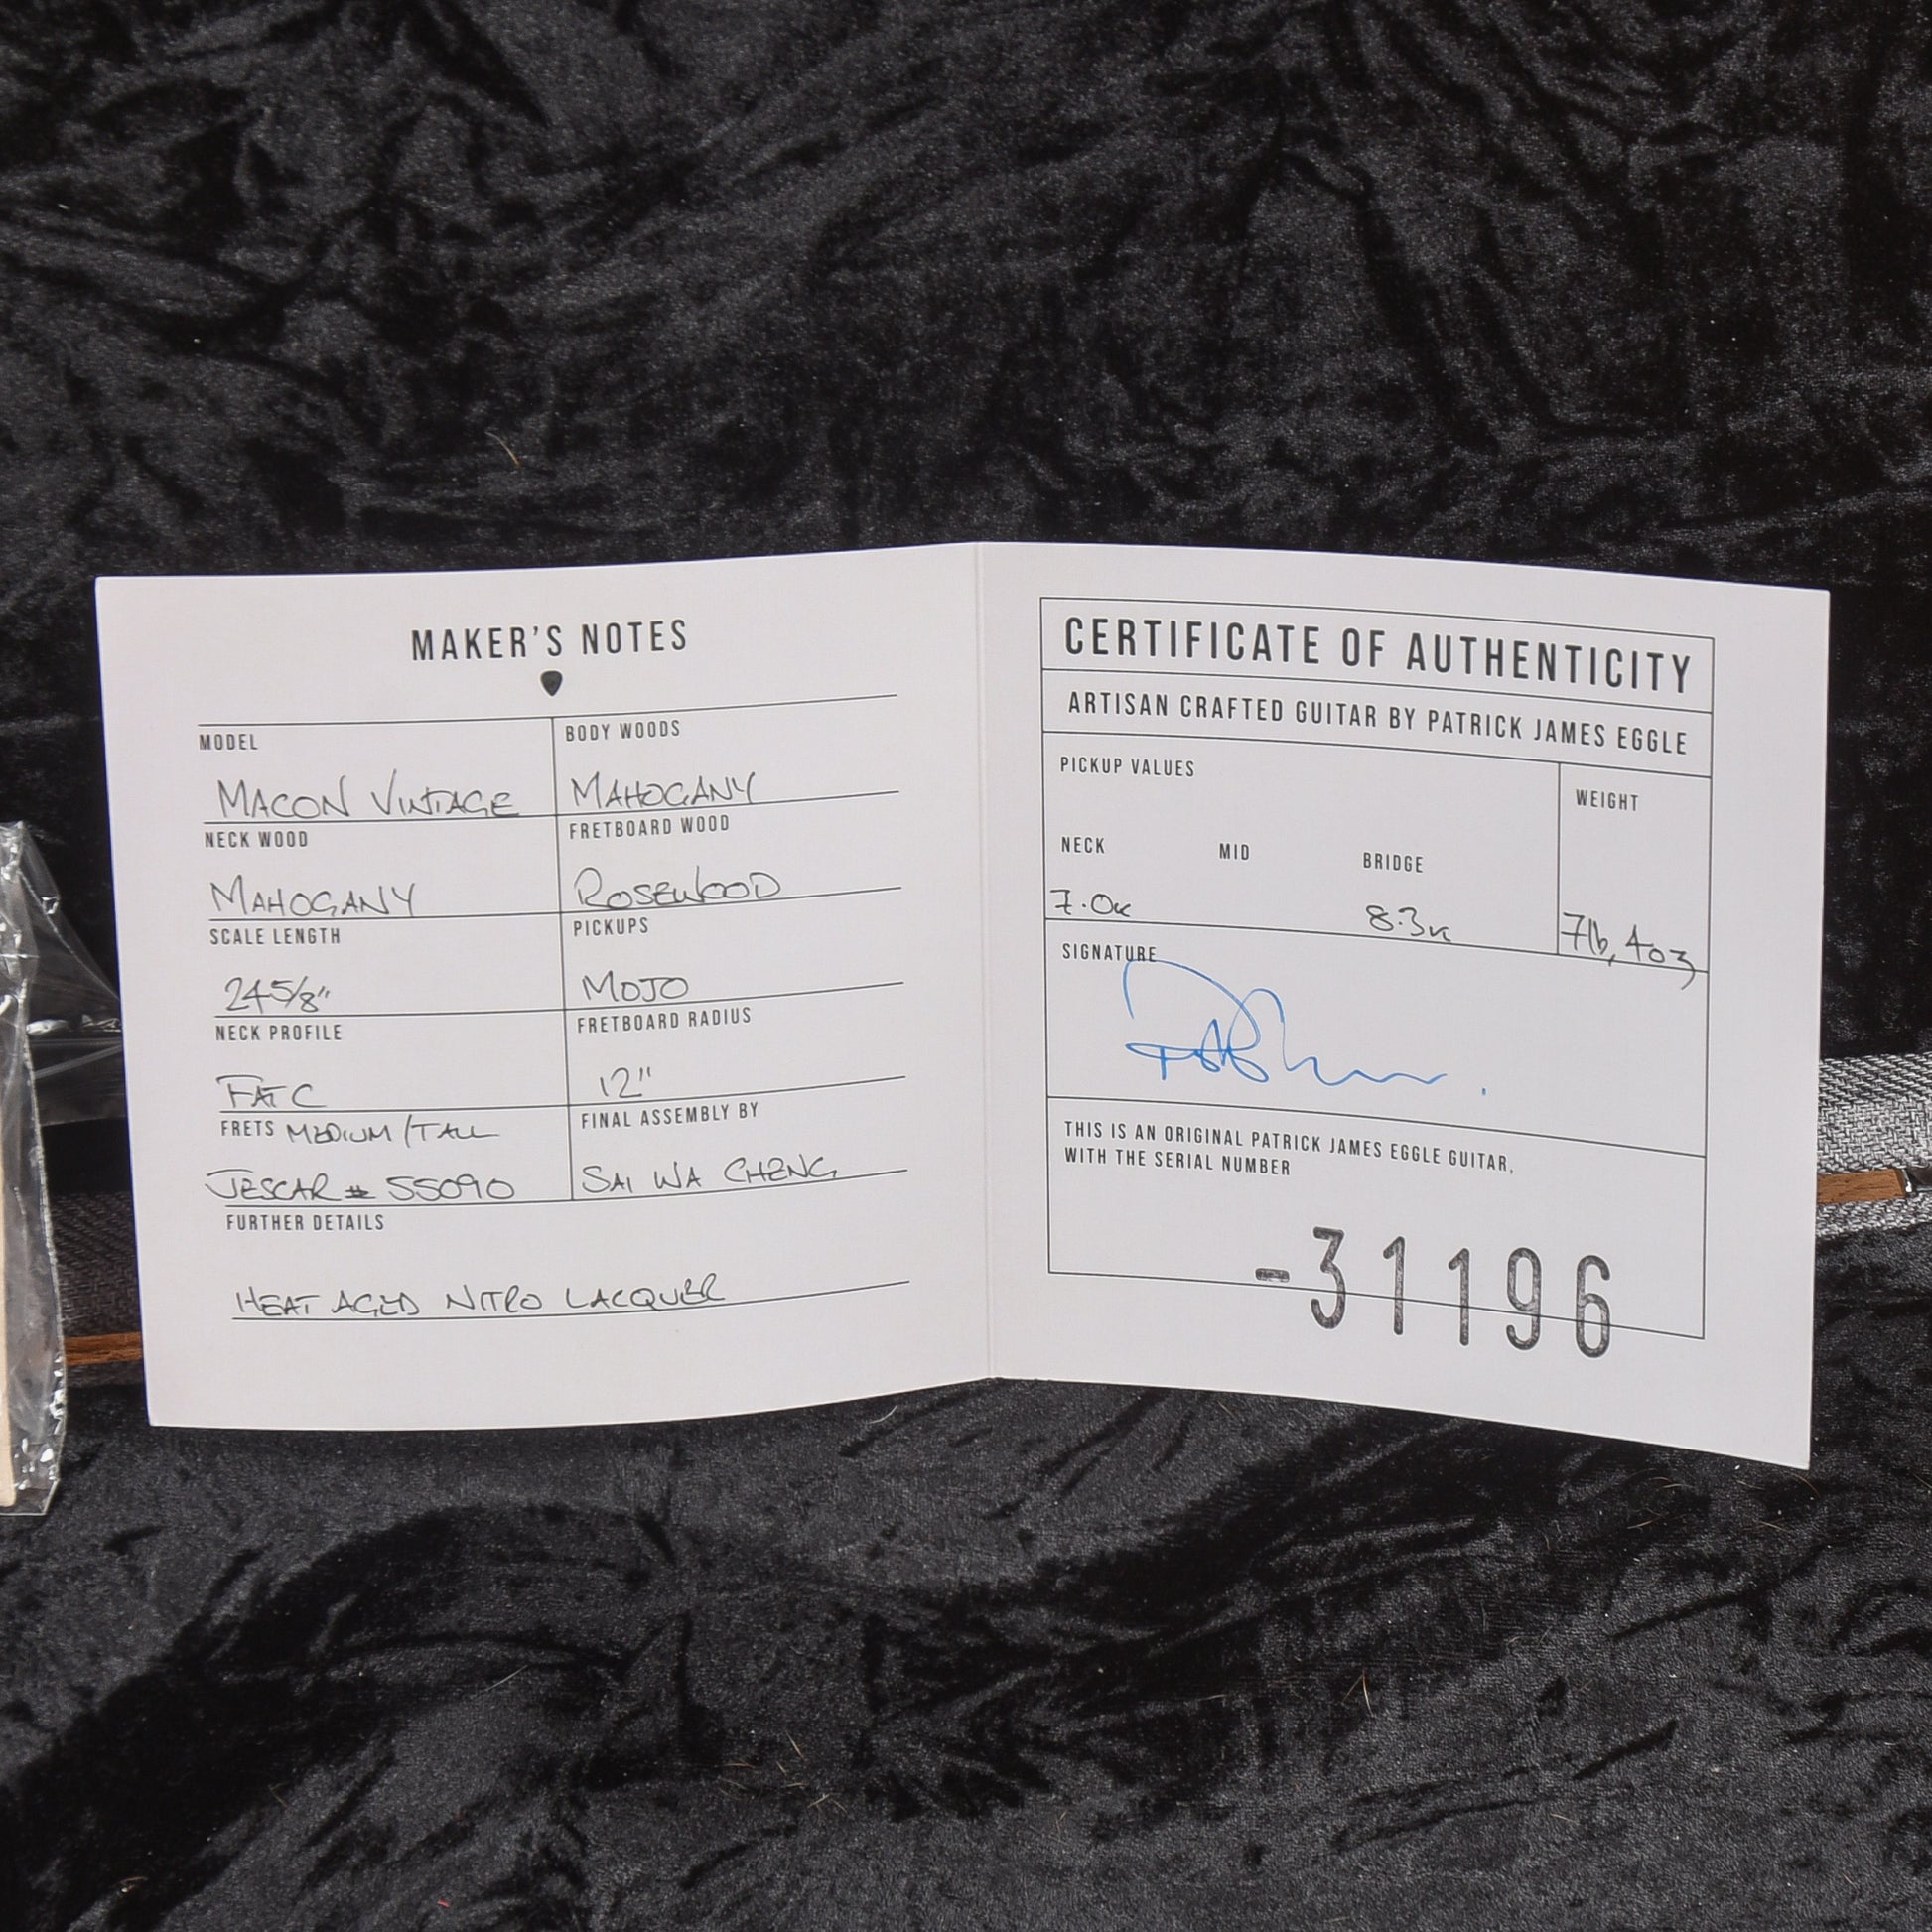 MAKER'S NOTES
MODEL
MACON VINTAGE
BODY WOODS
MAHOGANY
NECK WOOD
MAHOGANY
FRETBOARD WOOD
ROSEWOOD
SCALE LENGTH
24 5/8"
PICKUPS
MOJO
NECK PROFILE
FAT C
FRETBOARD RADIUS
12"
FRETS MEDIUM/TALL
JESCAR # 55090
FINAL ASSEMBLY BY
SAI WA CHENG
FURTHER DETAILS
HEAT AGED NITRO LACQUER
CERTIFICATE OF AUTHENTICITY
ARTISAN CRAFTED GUITAR BY PATRICK JAMES EGGLE
PICKUP VALUES
NECK MID BRIDGE
7.0K 8.3K
WEIGHT
7lb, 4oz
SIGNATURE
THIS IS AN ORIGINAL PATRICK JAMES EGGLE GUITAR,
WITH THE SERIAL NUMBER
-31196